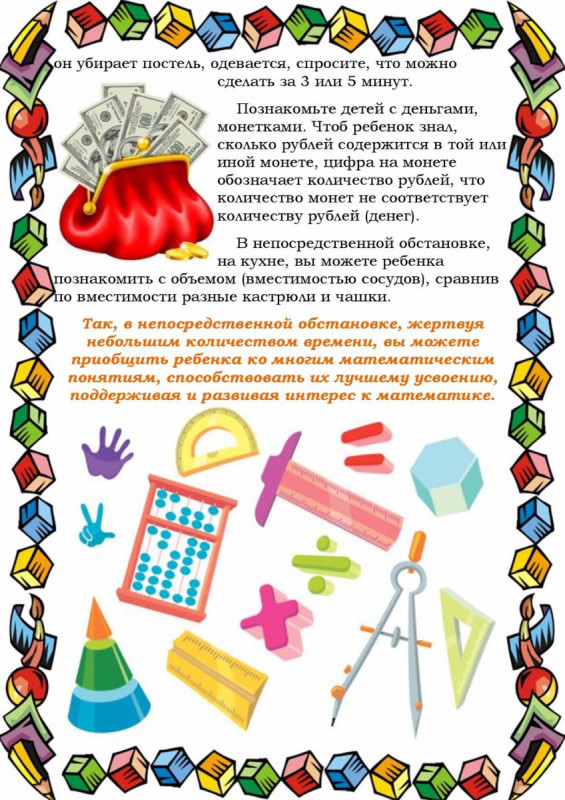 он убирает постель, одевается, спросите, что можно
сделать за 3 или 5 минут.
Познакомьте детей с деньгами,
монетками. Чтоб ребенок знал,
сколько рублей содержится в той или
иной монете, цифра на монете
обозначает количество рублей, что
количество монет не соответствует
количеству рублей (денег).
В непосредственной обстановке,
на кухне, вы можете ребенка
познакомить с объемом (вместимостью сосудов), сравнив
по вместимости разные кастрюли и чашки.
Так, в непосредственной обстановке, жертвуя
небольшим количеством времени, вы можете
приобщить ребенка ко многим математическим
понятиям, способствовать их лучшему усвоению,
поддерживая и развивая интерес к математике.